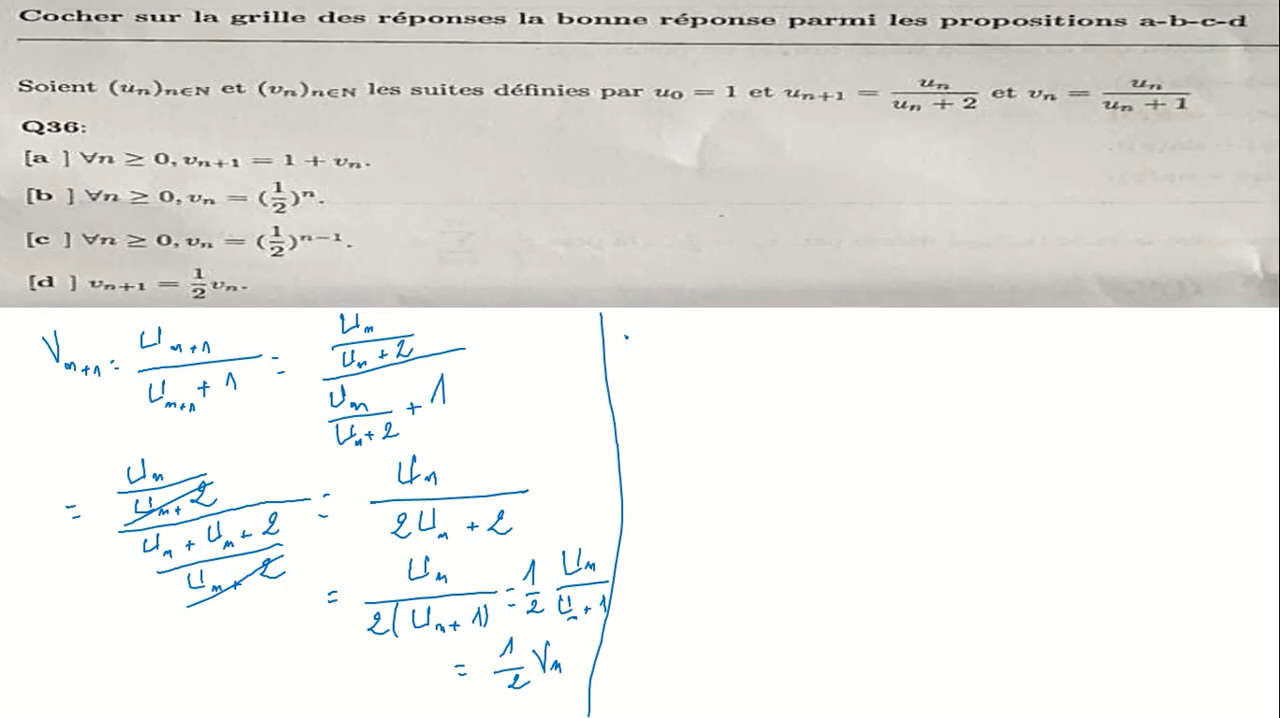 Cocher sur la grille des réponses la bonne réponse parmi les propositions a-b-c-d
Soient (uₙ)ₙ∈ℕ et (vₙ)ₙ∈ℕ les suites définies par u₀ = 1 et uₙ₊₁ = uₙ/(uₙ + 2) et vₙ = uₙ/(uₙ + 1)
Q36:
[a ] ∀n ≥ 0, vₙ₊₁ = 1 + vₙ.
[b ] ∀n ≥ 0, vₙ = (1/2)ⁿ.
[c ] ∀n ≥ 0, vₙ = (1/2)ⁿ⁻¹.
[d ] vₙ₊₁ = 1/2 vₙ.
Vₙ₊₁ = Uₙ₊₁/(Uₙ₊₁ + 1) = (Uₙ/(Uₙ + 2))/(Uₙ/(Uₙ + 2) + 1)
= (Uₙ/(Uₙ + 2))/((Uₙ + Uₙ + 2)/(Uₙ + 2)) = Uₙ/(2Uₙ + 2)
= Uₙ/(2(Uₙ + 1)) = 1/2 Uₙ/(Uₙ + 1)
= 1/2 Vₙ